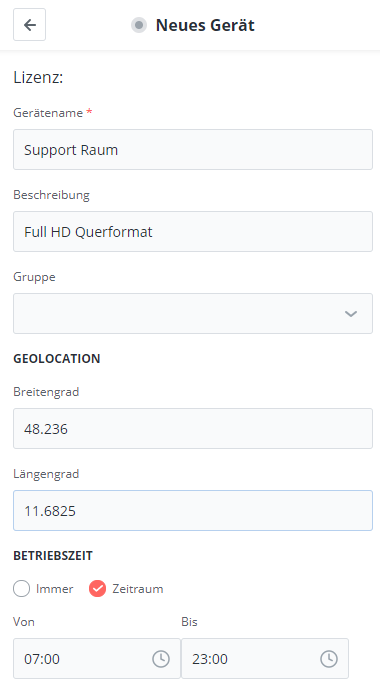 Neues Gerät
Lizenz:
Gerätename *
Support Raum
Beschreibung
Full HD Querformat
Gruppe
GEOLOCATION
Breitengrad
48.236
Längengrad
11.6825
BETRIEBSZEIT
Immer Zeitraum
Von Bis
07:00 23:00